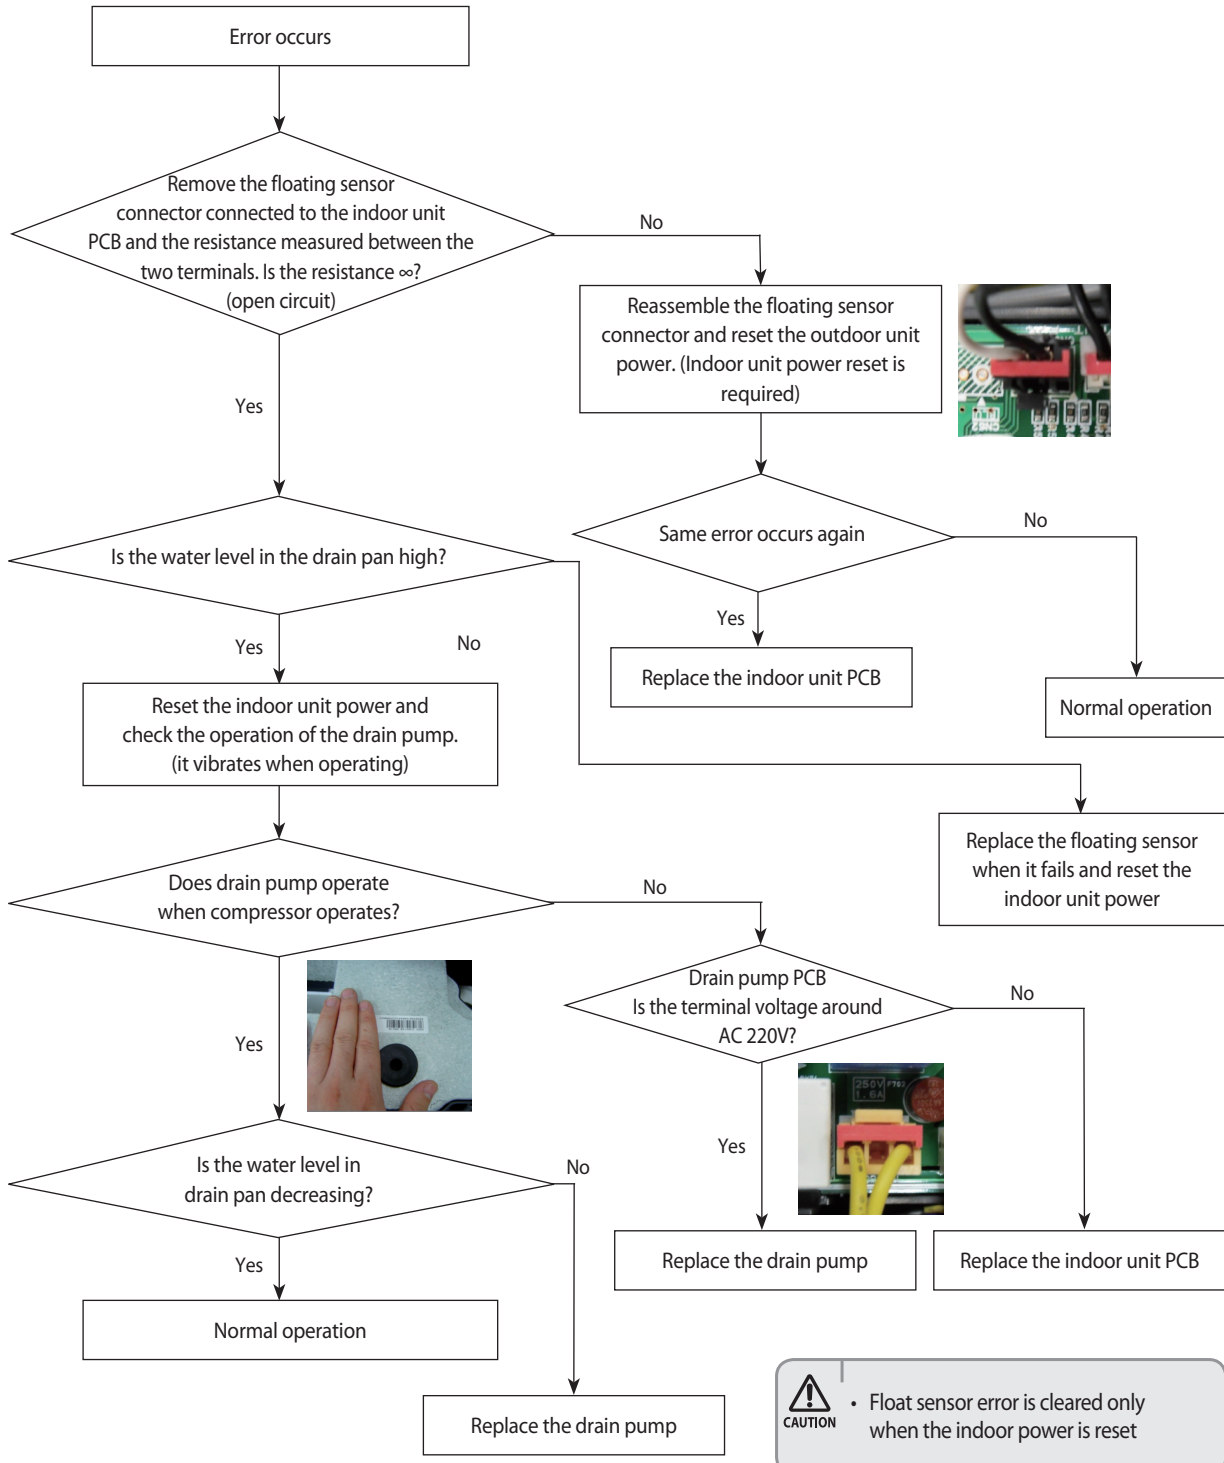 Error occurs
Remove the floating sensor
connector connected to the indoor unit
PCB and the resistance measured between the
two terminals. Is the resistance ∞?
(open circuit)
No
Reassemble the floating sensor
connector and reset the outdoor unit
power. (Indoor unit power reset is
required)
CN62
Yes
Same error occurs again
No
Is the water level in the drain pan high?
Yes
Yes
No
Replace the indoor unit PCB
Normal operation
Reset the indoor unit power and
check the operation of the drain pump.
(it vibrates when operating)
Replace the floating sensor
when it fails and reset the
indoor unit power
Does drain pump operate
when compressor operates?
No
Drain pump PCB
Is the terminal voltage around
AC 220V?
No
Yes
250V
1.6A
F702
Yes
Is the water level in
drain pan decreasing?
No
Replace the drain pump
Replace the indoor unit PCB
Yes
Normal operation
Replace the drain pump
CAUTION
• Float sensor error is cleared only
when the indoor power is reset